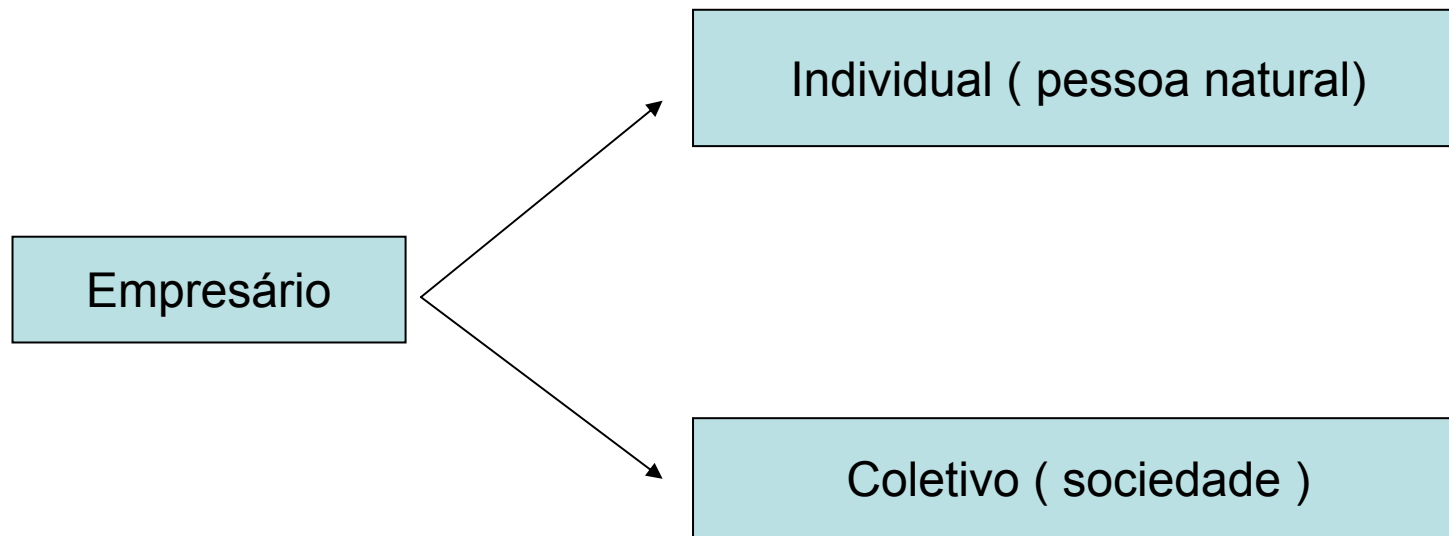 Individual ( pessoa natural)
Empresário
Coletivo ( sociedade )